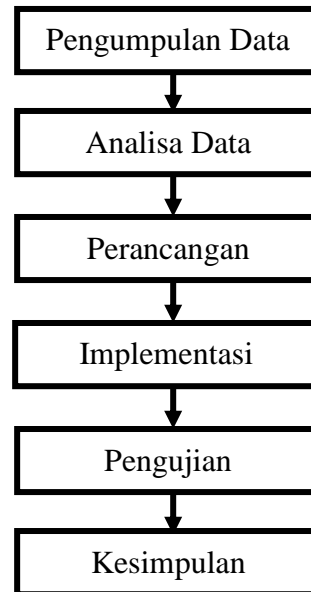 Pengumpulan Data
Analisa Data
Perancangan
Implementasi
Pengujian
Kesimpulan